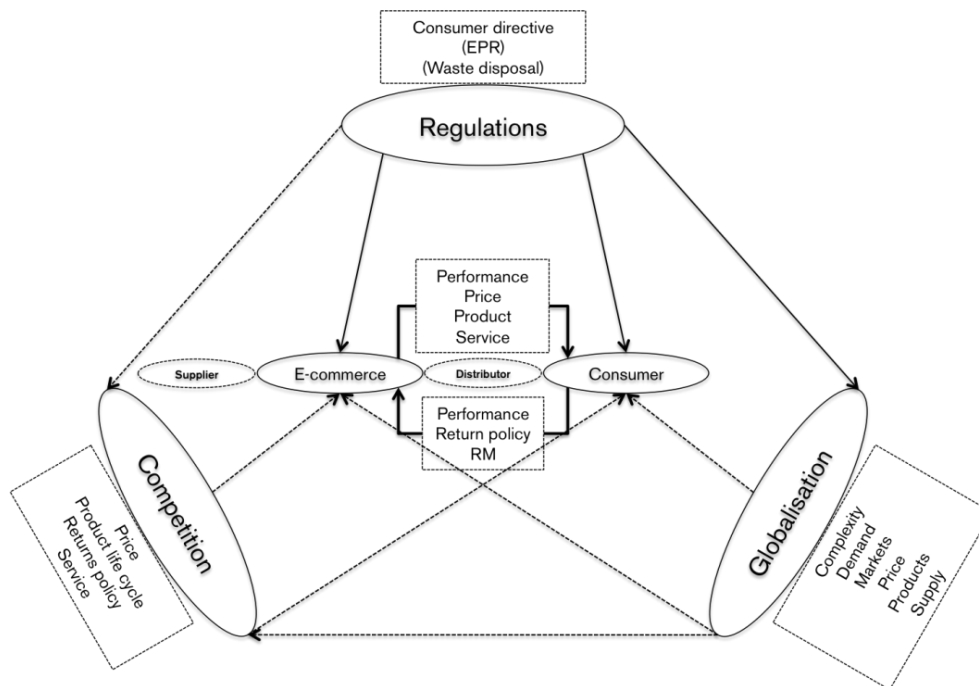 Consumer directive
(EPR)
(Waste disposal)
Regulations
Performance
Price
Product
Service
Supplier
E-commerce
Distributor
Consumer
Performance
Return policy
RM
Competition
Price
Product life cycle
Returns policy
Service
Globalisation
Complexity
Demand
Markets
Price
Products
Supply